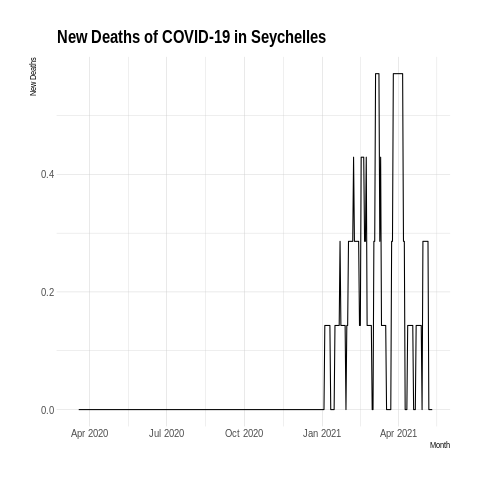 New Deaths of COVID-19 in Seychelles
New Deaths
0.4
0.2
0.0
Apr 2020 Jul 2020 Oct 2020 Jan 2021 Apr 2021
Month